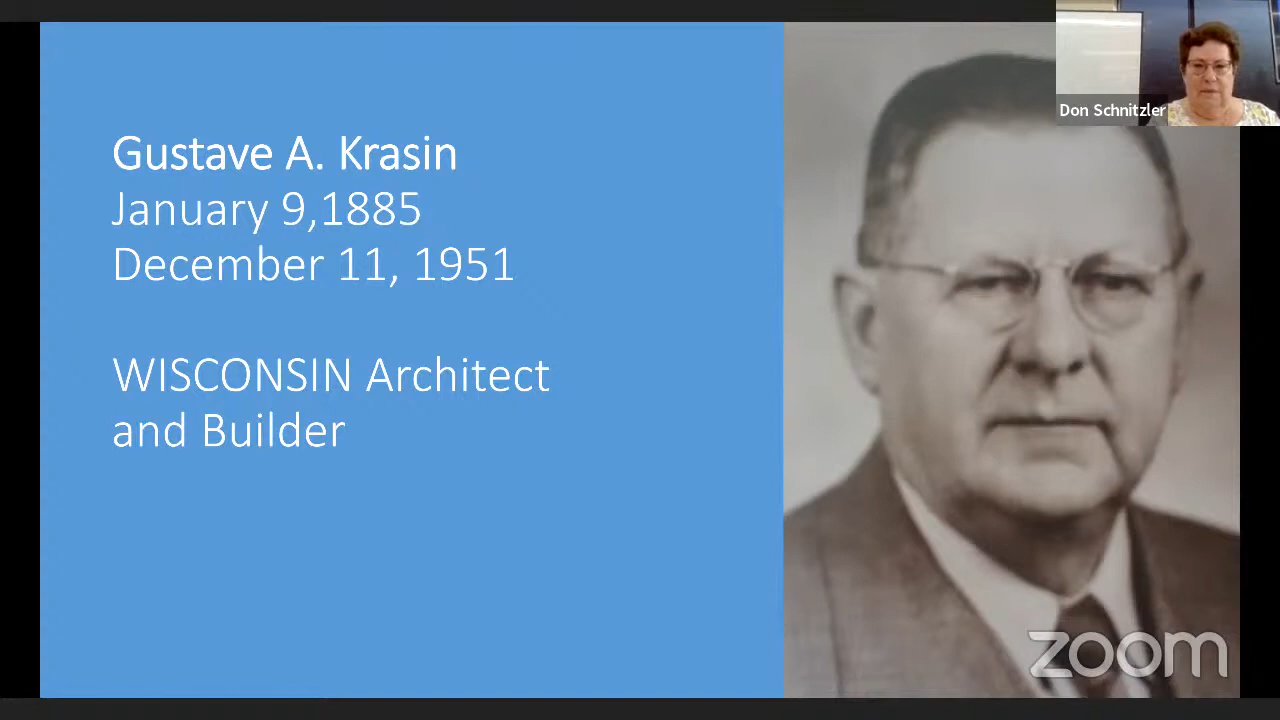 Don Schnitzler
Gustave A. Krasin
January 9,1885
December 11, 1951
WISCONSIN Architect
and Builder
zoom